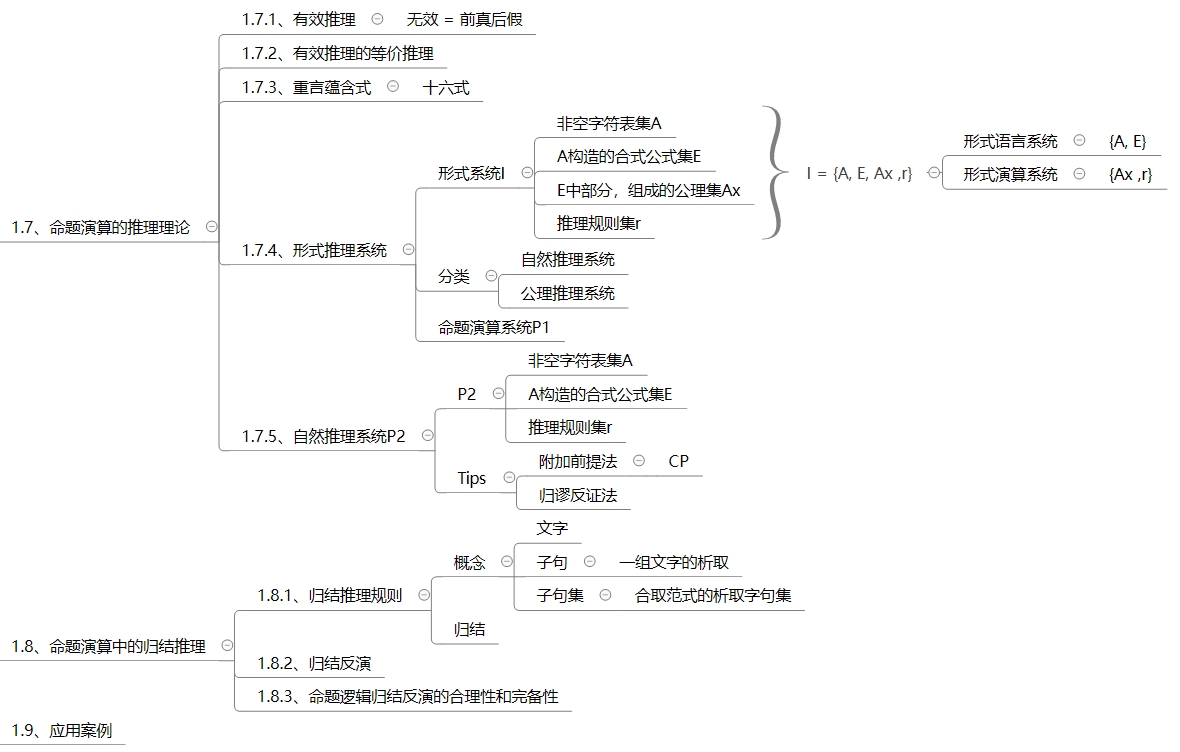 1.7、命题演算的推理理论
1.7.1、有效推理
无效 = 前真后假
1.7.2、有效推理的等价推理
1.7.3、重言蕴含式
十六式
1.7.4、形式推理系统
形式系统I
非空字符表集A
A构造的合式公式集E
E中部分，组成的公理集Ax
推理规则集r
I = {A, E, Ax ,r}
形式语言系统
{A, E}
形式演算系统
{Ax ,r}
分类
自然推理系统
公理推理系统
命题演算系统P1
1.7.5、自然推理系统P2
P2
非空字符表集A
A构造的合式公式集E
推理规则集r
Tips
附加前提法
CP
归谬反证法
1.8、命题演算中的归结推理
1.8.1、归结推理规则
概念
文字
子句
一组文字的析取
子句集
合取范式的析取字句集
归结
1.8.2、归结反演
1.8.3、命题逻辑归结反演的合理性和完备性
1.9、应用案例